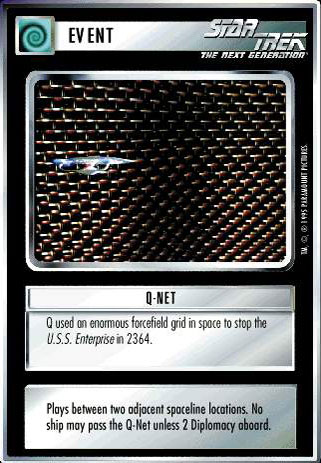 EVENT
STAR TREK
THE NEXT GENERATION
TM, © ® 1995 PARAMOUNT PICTURES
Q-NET
Q used an enormous forcefield grid in space to stop the
U.S.S. Enterprise in 2364.
Plays between two adjacent spaceline locations. No
ship may pass the Q-Net unless 2 Diplomacy aboard.